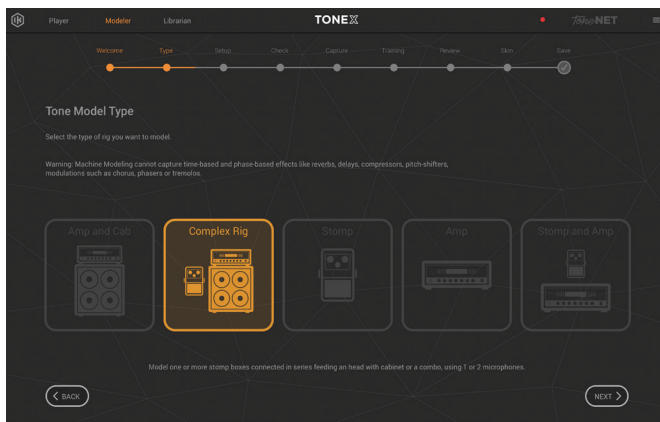 Player Modeler Librarian TONEX ToneNET
Welcome Type Setup Check Capture Training Review Skin Save
Tone Model Type
Select the type of rig you want to model.
Warning: Machine Modeling cannot capture time-based and phase-based effects like reverbs, delays, compressors, pitch-shifters,
modulations such as chorus, phasers or tremolos.
Amp and Cab Complex Rig Stomp Amp Stomp and Amp
Model one or more stomp boxes connected in series feeding an head with cabinet or a combo, using 1 or 2 microphones.
BACK NEXT